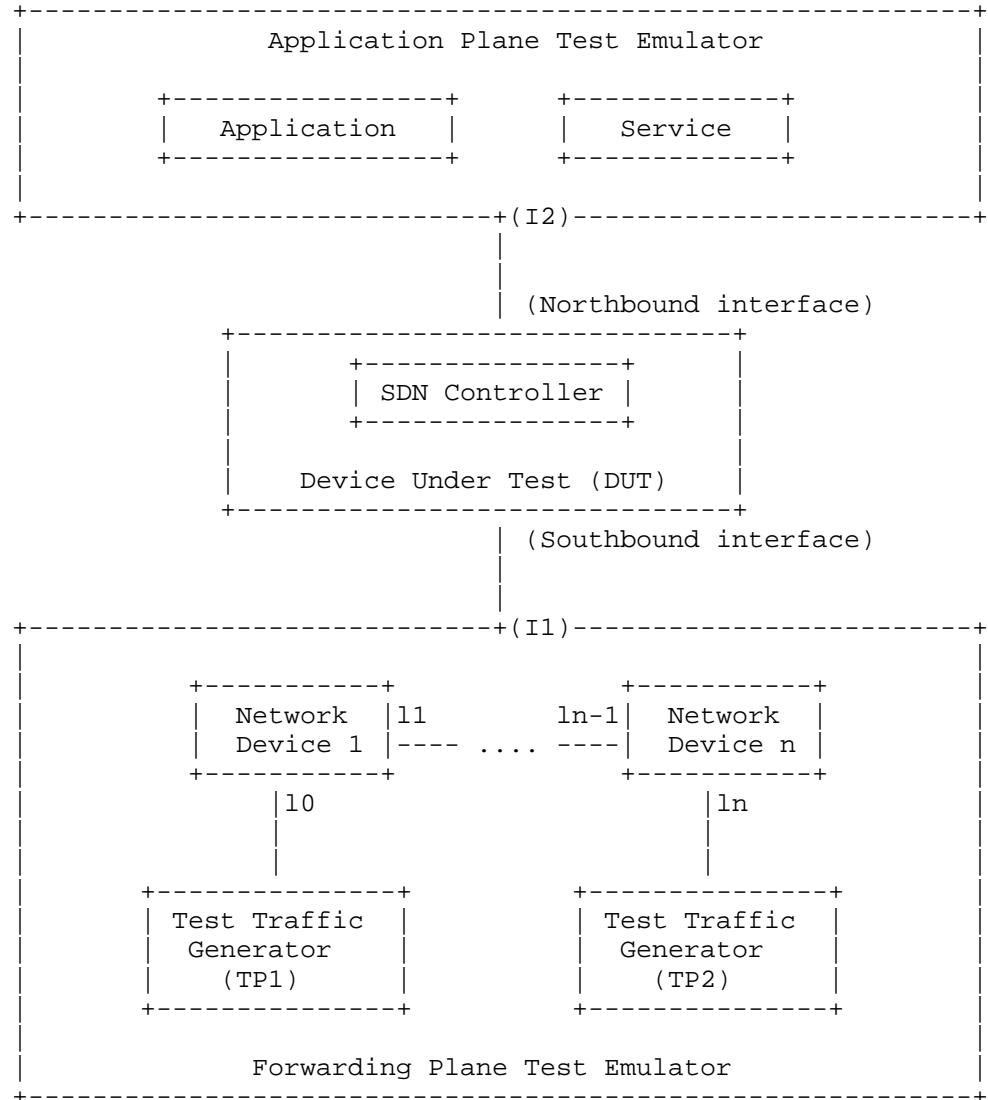 Application Plane Test Emulator
Application Service
(I2)
(Northbound interface)
SDN Controller
Device Under Test (DUT)
(Southbound interface)
(I1)
Network l1 ln-1 Network
Device 1 .... Device n
l0 ln
Test Traffic Test Traffic
Generator Generator
(TP1) (TP2)
Forwarding Plane Test Emulator